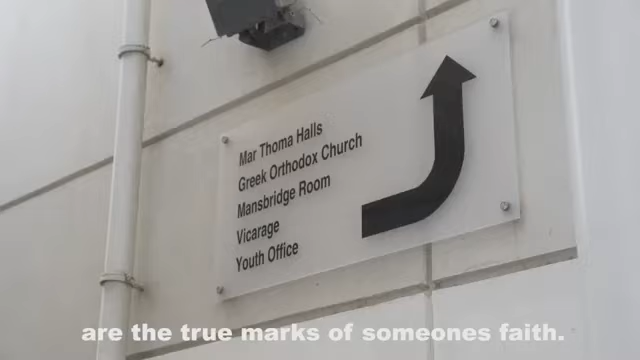 Mar Thoma Halls
Greek Orthodox Church
Mansbridge Room
Vicarage
Youth Office
are the true marks of someones faith.